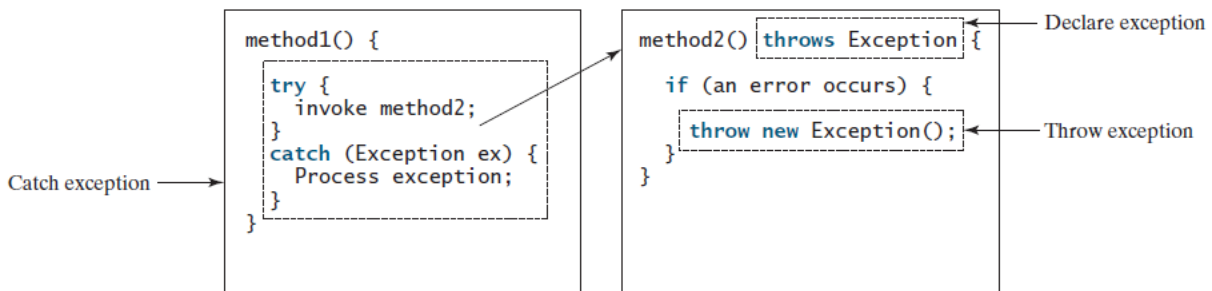 Catch exception
method1() {
try {
invoke method2;
}
catch (Exception ex) {
Process exception;
}
}
method2() throws Exception {
if (an error occurs) {
throw new Exception();
}
}
Declare exception
Throw exception